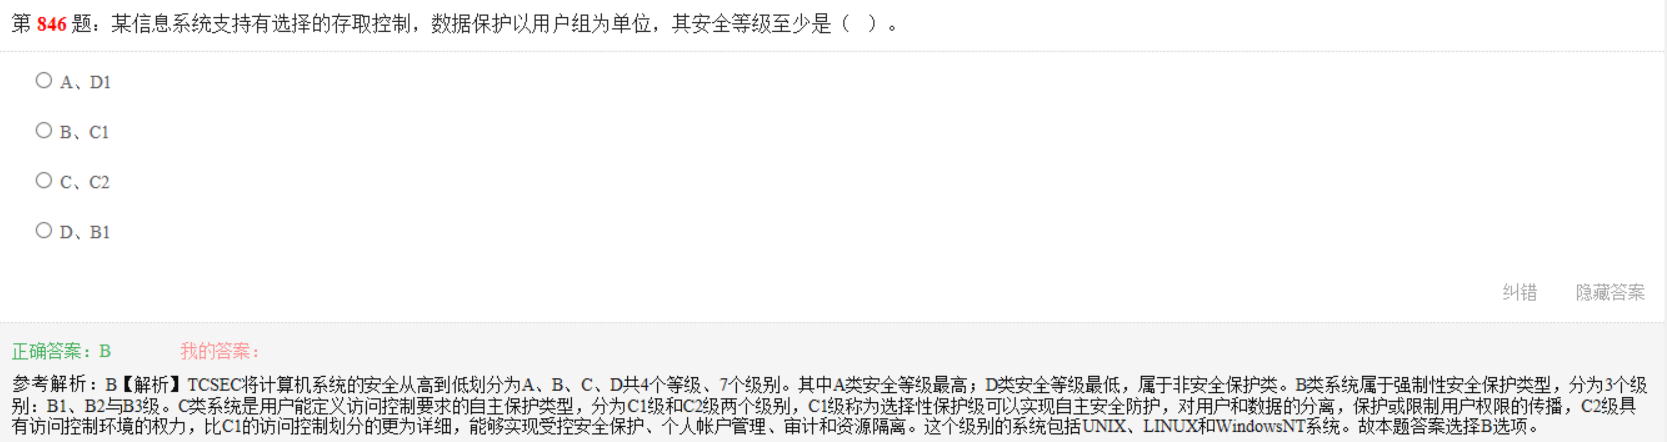 第 846 题：某信息系统支持有选择的存取控制，数据保护以用户组为单位，其安全等级至少是（ ）。
A、D1
B、C1
C、C2
D、B1
纠错 隐藏答案
正确答案：B 我的答案：
参考解析：B【解析】TCSEC将计算机系统的安全从高到低划分为A、B、C、D共4个等级、7个级别。其中A类安全等级最高；D类安全等级最低，属于非安全保护类。B类系统属于强制性安全保护类型，分为3个级
别：B1、B2与B3级。C类系统是用户能定义访问控制要求的自主保护类型，分为C1级和C2级两个级别，C1级称为选择性保护级可以实现自主安全防护，对用户和数据的分离，保护或限制用户权限的传播，C2级具
有访问控制环境的权力，比C1的访问控制划分的更为详细，能够实现受控安全保护、个人帐户管理、审计和资源隔离。这个级别的系统包括UNIX、LINUX和WindowsNT系统。故本题答案选择B选项。